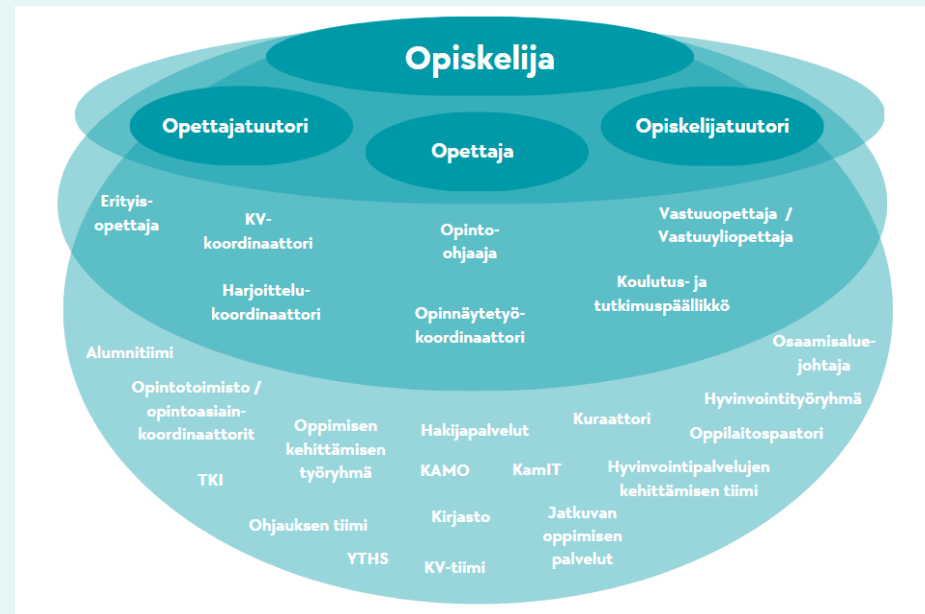 Opiskelija
Opettajatuutori
Opettaja
Opiskelijatuutori
Erityis-
opettaja
KV-
koordinaattori
Opinto-
ohjaaja
Vastuuopettaja /
Vastuuyliopettaja
Harjoittelu-
koordinaattori
Opinnäytetyö-
koordinaattori
Koulutus- ja
tutkimuspäällikkö
Alumnitiimi
Osaamisalue-
johtaja
Opintotoimisto /
opintoasiain-
koordinaattorit
Oppimisen
kehittämisen
työryhmä
Hakijapalvelut
Kuraattori
Hyvinvointityöryhmä
Oppilaitospastori
TKI
KAMO
KamIT
Hyvinvointipalvelujen
kehittämisen tiimi
Ohjauksen tiimi
Kirjasto
Jatkuvan
oppimisen
palvelut
YTHS
KV-tiimi